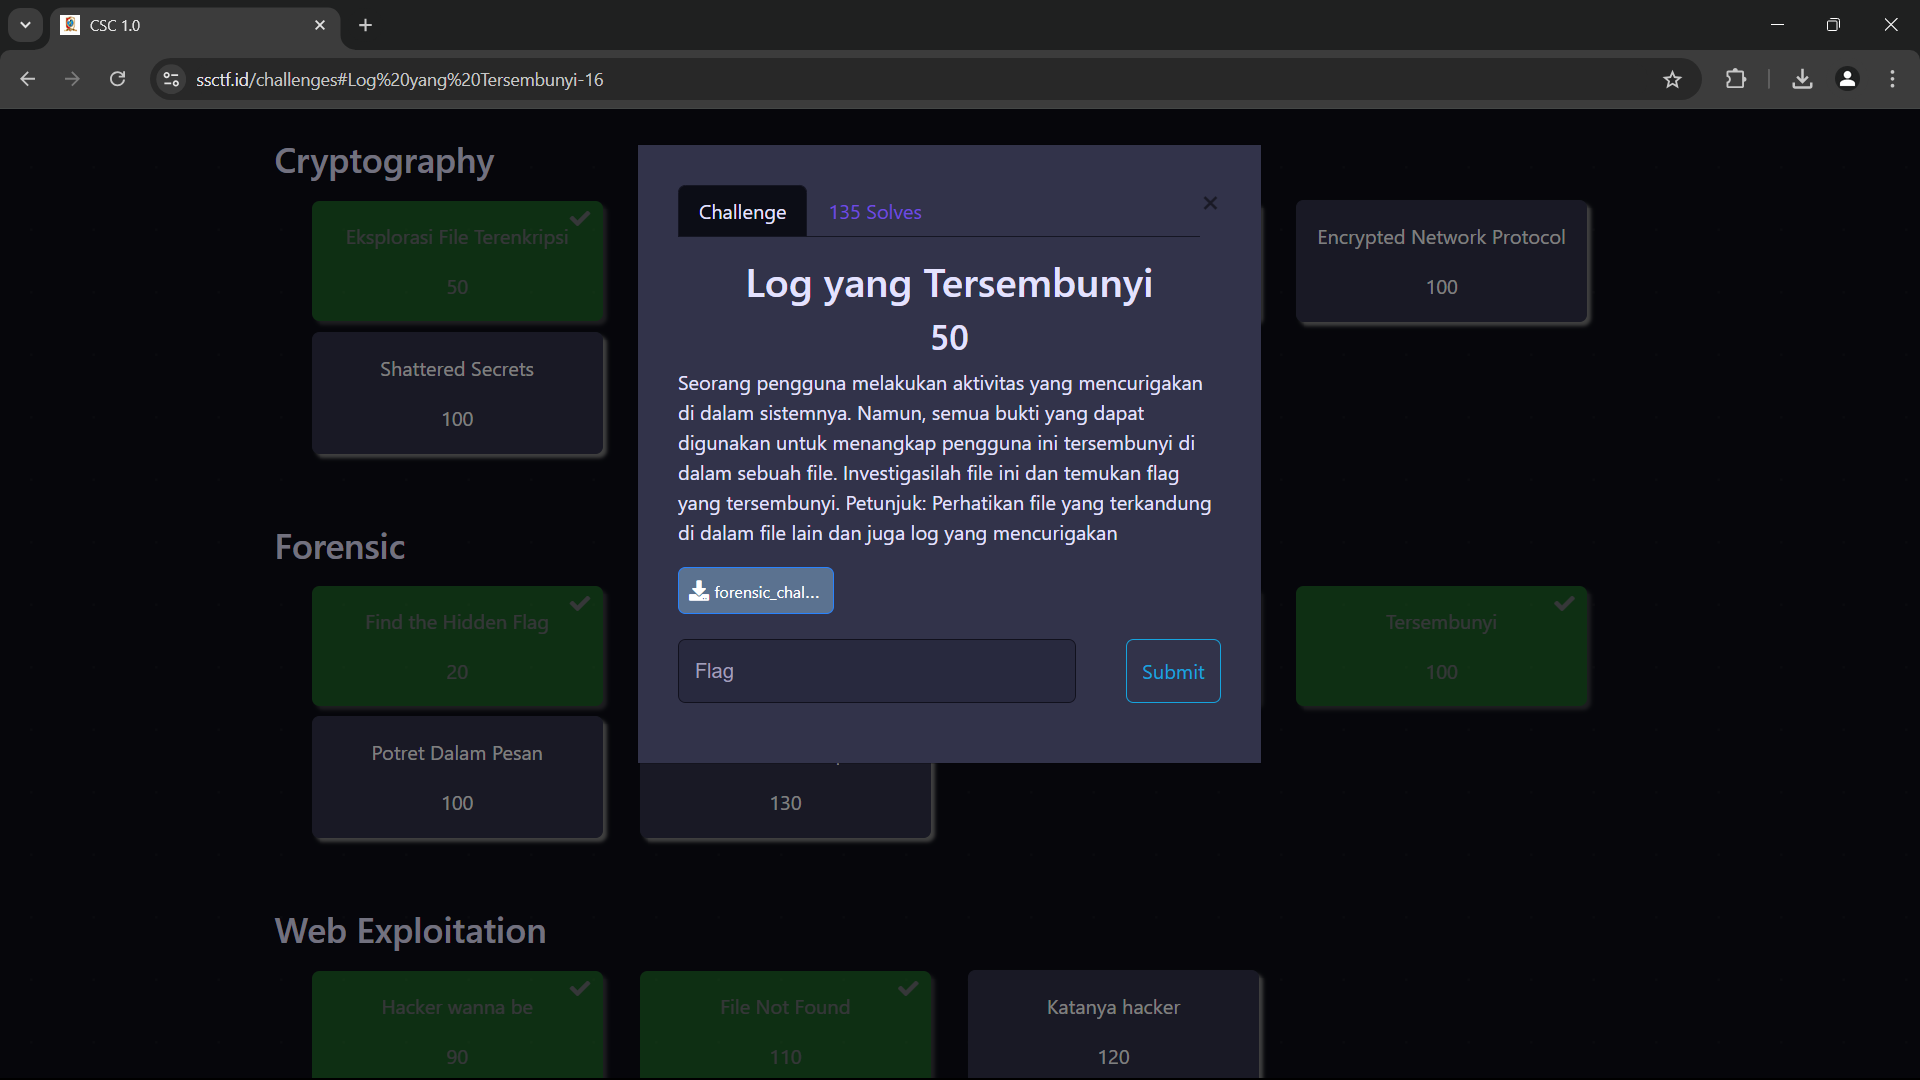 CSC 1.0
ssctf.id/challenges#Log%20yang%20Tersembunyi-16
Cryptography
Eksplorasi File Terenkripsi
50
Encrypted Network Protocol
100
Shattered Secrets
100
Challenge
135 Solves
Log yang Tersembunyi
50
Seorang pengguna melakukan aktivitas yang mencurigakan
di dalam sistemnya. Namun, semua bukti yang dapat
digunakan untuk menangkap pengguna ini tersembunyi di
dalam sebuah file. Investigasilah file ini dan temukan flag
yang tersembunyi. Petunjuk: Perhatikan file yang terkandung
di dalam file lain dan juga log yang mencurigakan
forensic_chal...
Flag
Submit
Forensic
Find the Hidden Flag
20
Tersembunyi
100
Potret Dalam Pesan
100
130
Web Exploitation
Hacker wanna be
90
File Not Found
110
Katanya hacker
120